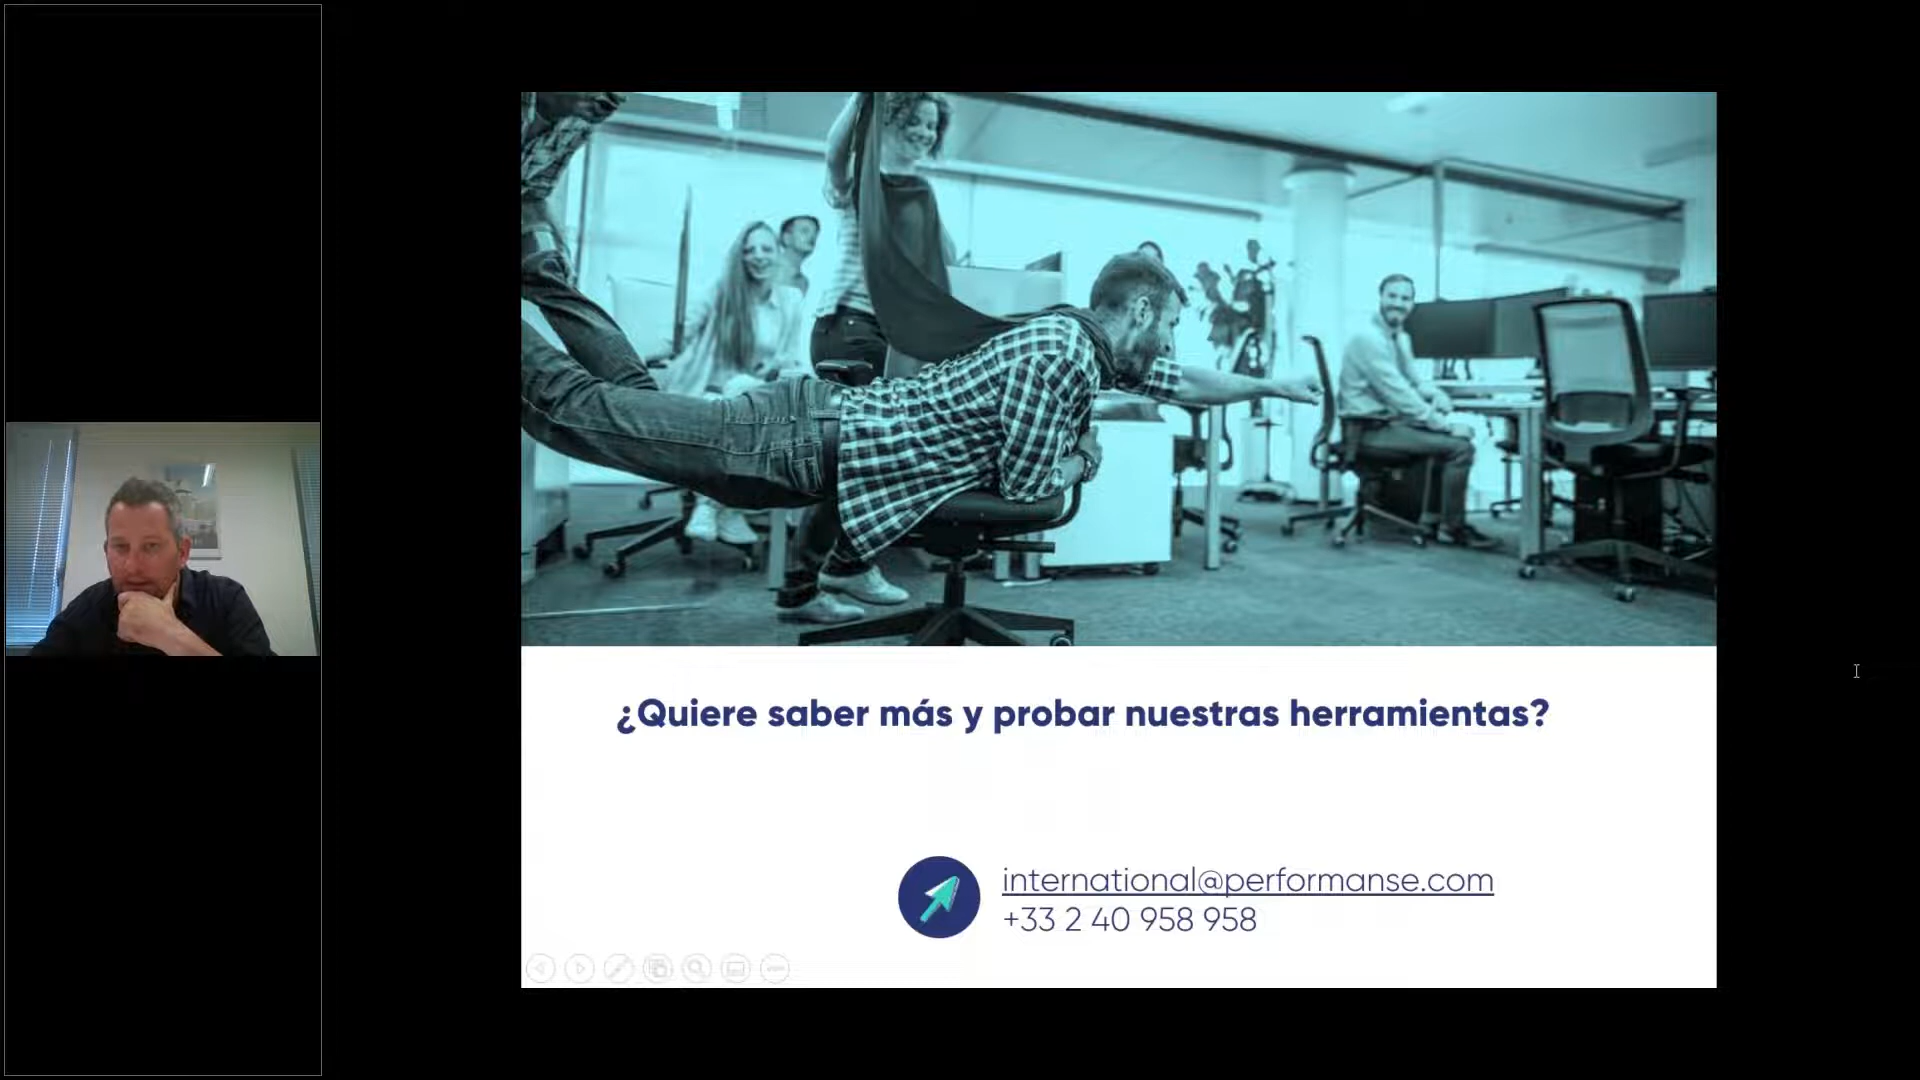 ¿Quiere saber más y probar nuestras herramientas?
international@performanse.com
+33 2 40 958 958